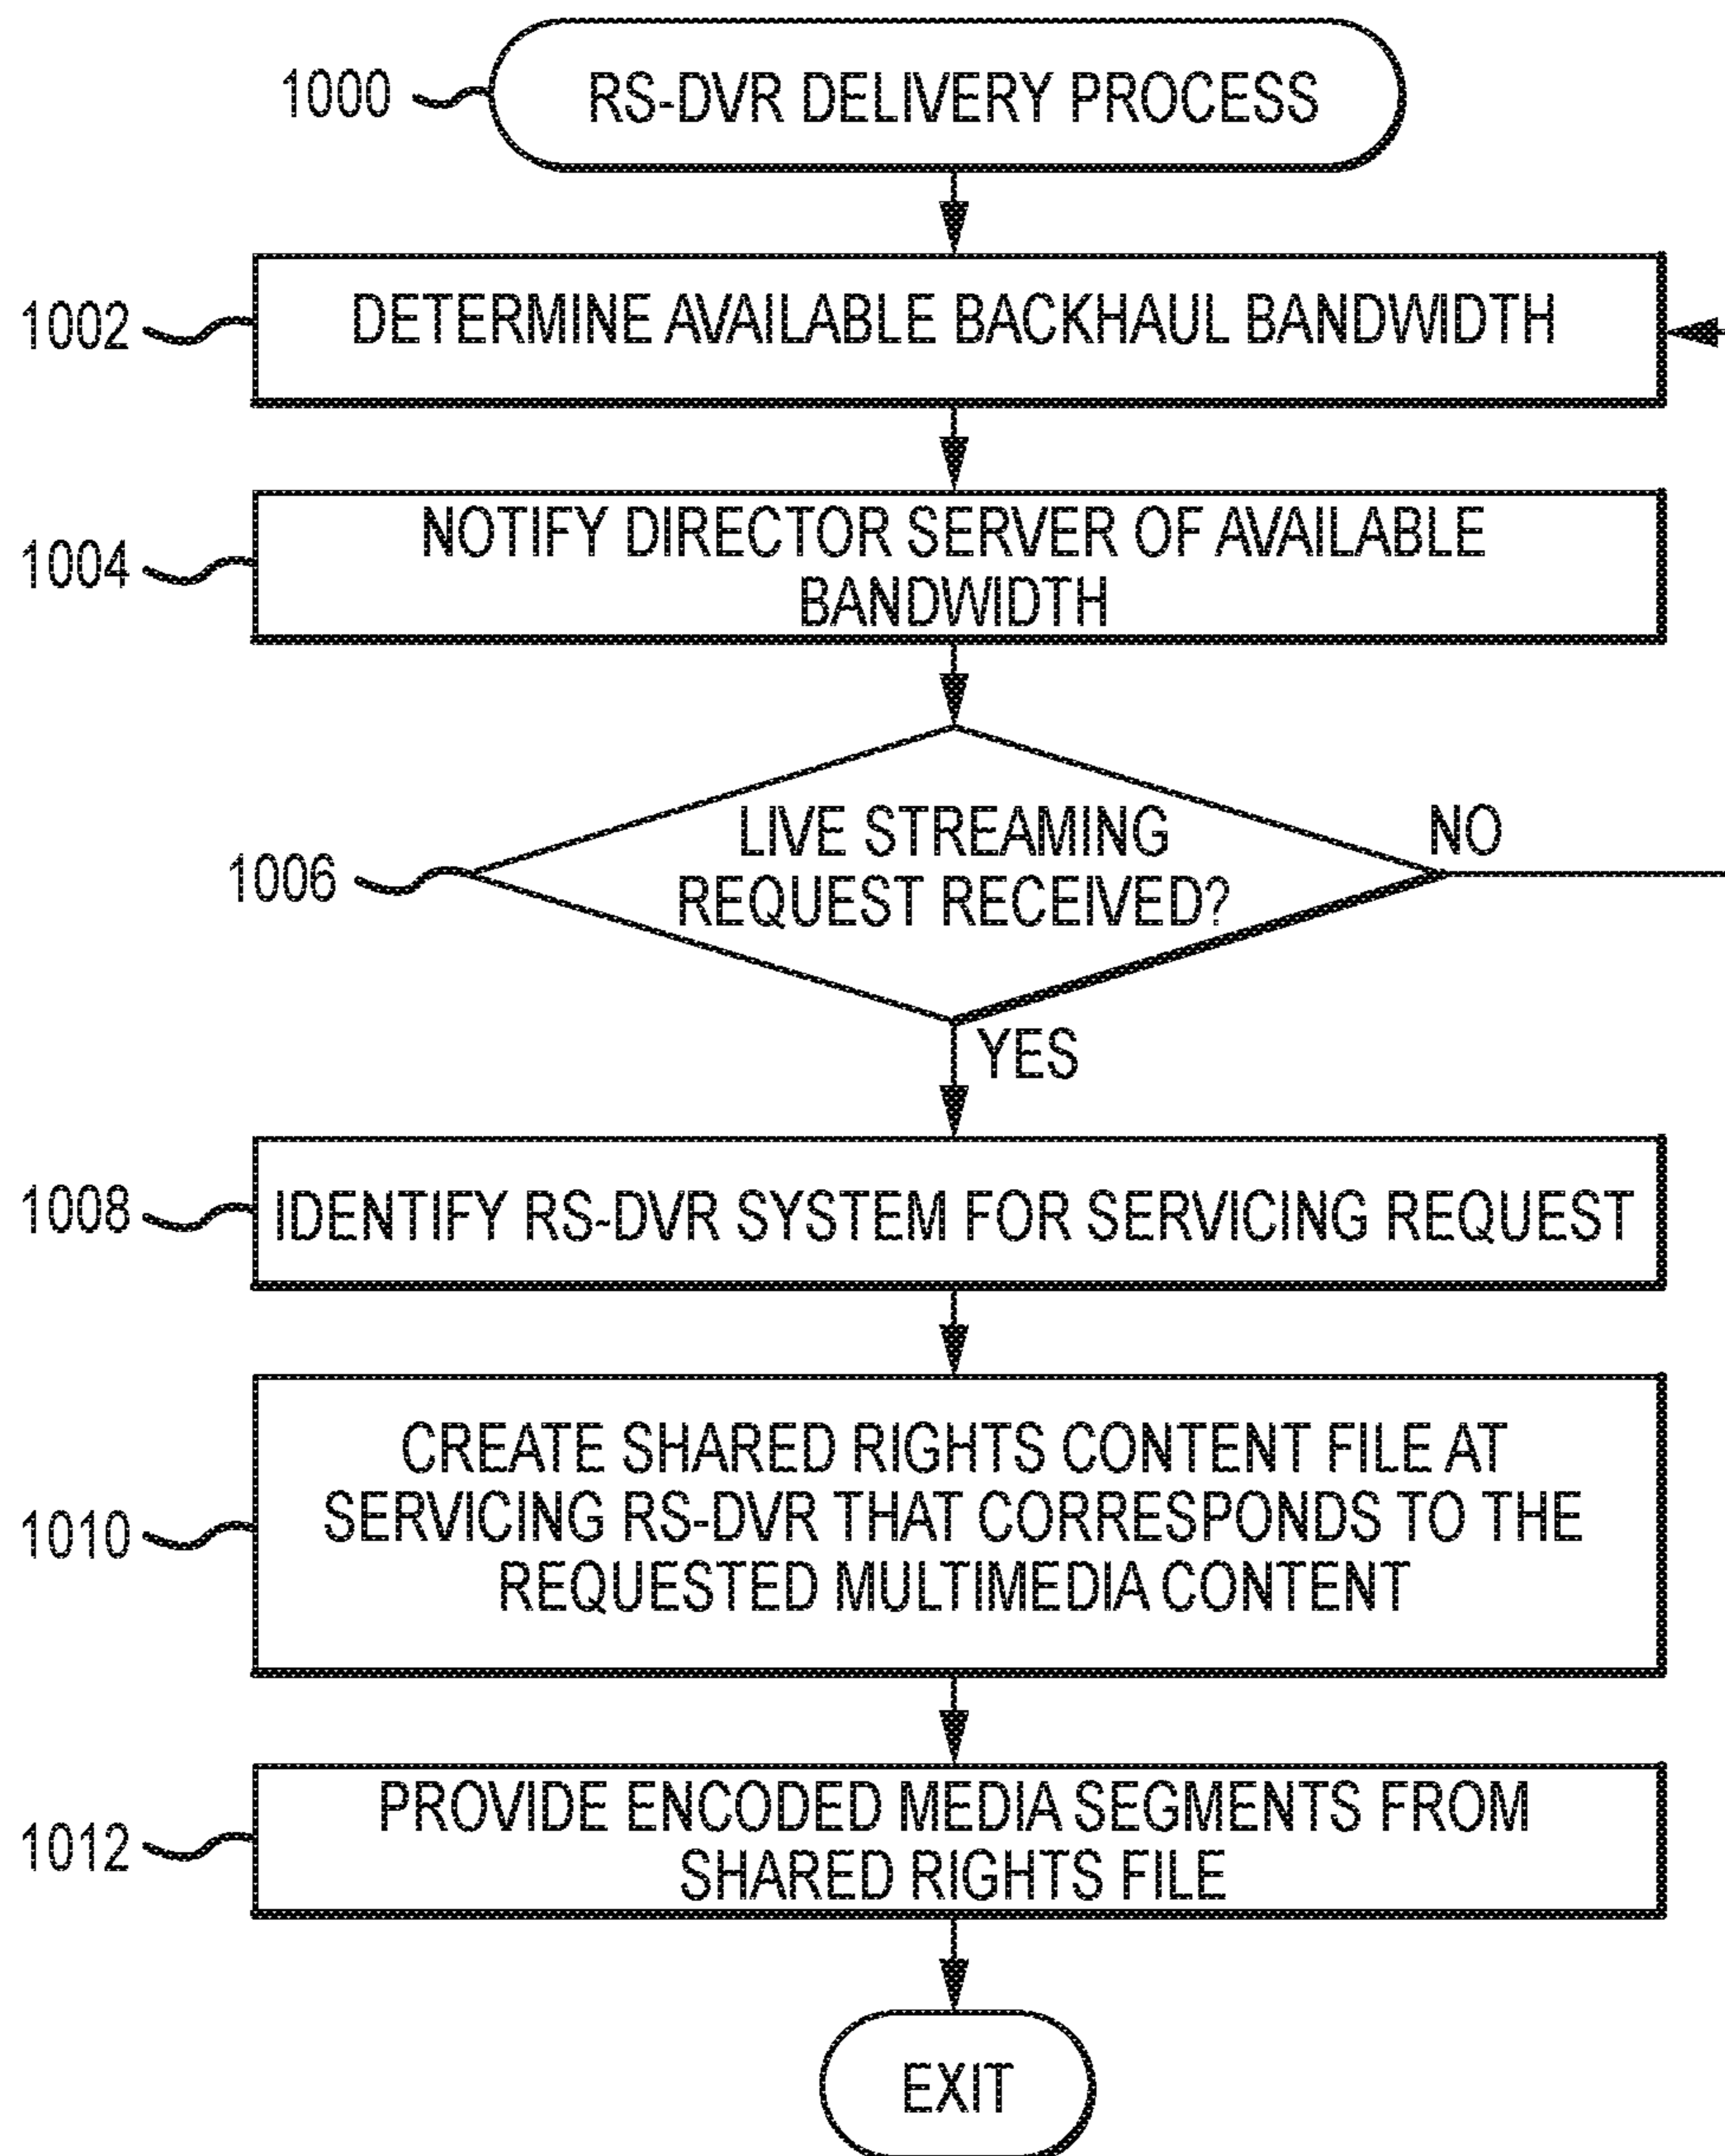 1000 RS-DVR DELIVERY PROCESS
1002 DETERMINE AVAILABLE BACKHAUL BANDWIDTH
NOTIFY DIRECTOR SERVER OF AVAILABLE
1004
BANDWIDTH
LIVE STREAMING
NO
1006
REQUEST RECEIVED?
YES
1008 IDENTIFY RS-DVR SYSTEM FOR SERVICING REQUEST
CREATE SHARED RIGHTS CONTENT FILE AT
1010
SERVICING RS-DVR THAT CORRESPONDS TO THE
REQUESTED MULTIMEDIA CONTENT
PROVIDE ENCODED MEDIA SEGMENTS FROM
1012
SHARED RIGHTS FILE
EXIT